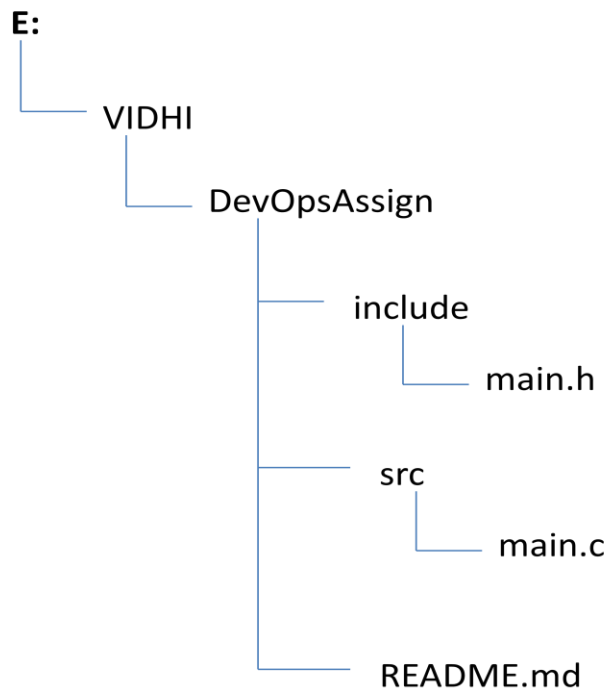 E:
VIDHI
DevOpsAssign
include
main.h
src
main.c
README.md